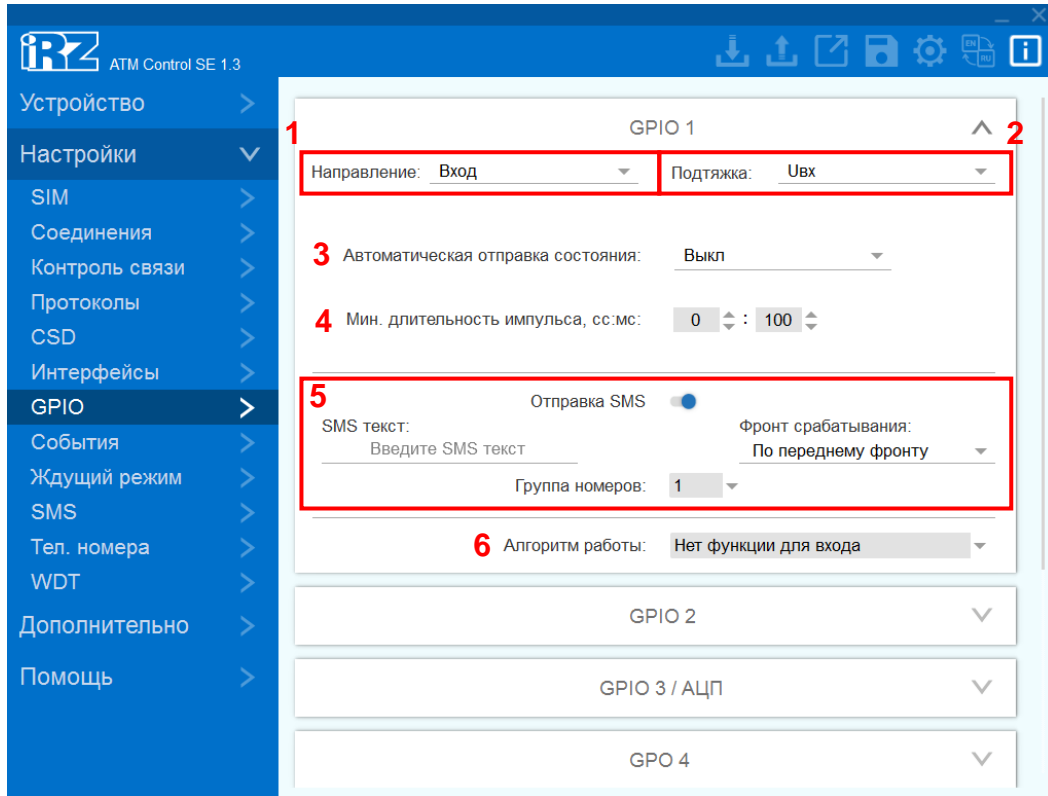 iRZ ATM Control SE 1.3
EN
RU
i
Устройство
Настройки
SIM
Соединения
Контроль связи
Протоколы
CSD
Интерфейсы
GPIO
События
Ждущий режим
SMS
Тел. номера
WDT
Дополнительно
Помощь
GPIO 1
1
2
Направление: Вход
Подтяжка: Uвх
3 Автоматическая отправка состояния: Выкл
4 Мин. длительность импульса, сс:мс: 0 : 100
5
Отправка SMS
SMS текст:
Фронт срабатывания:
Введите SMS текст
По переднему фронту
Группа номеров: 1
6 Алгоритм работы: Нет функции для входа
GPIO 2
GPIO 3 / АЦП
GPO 4